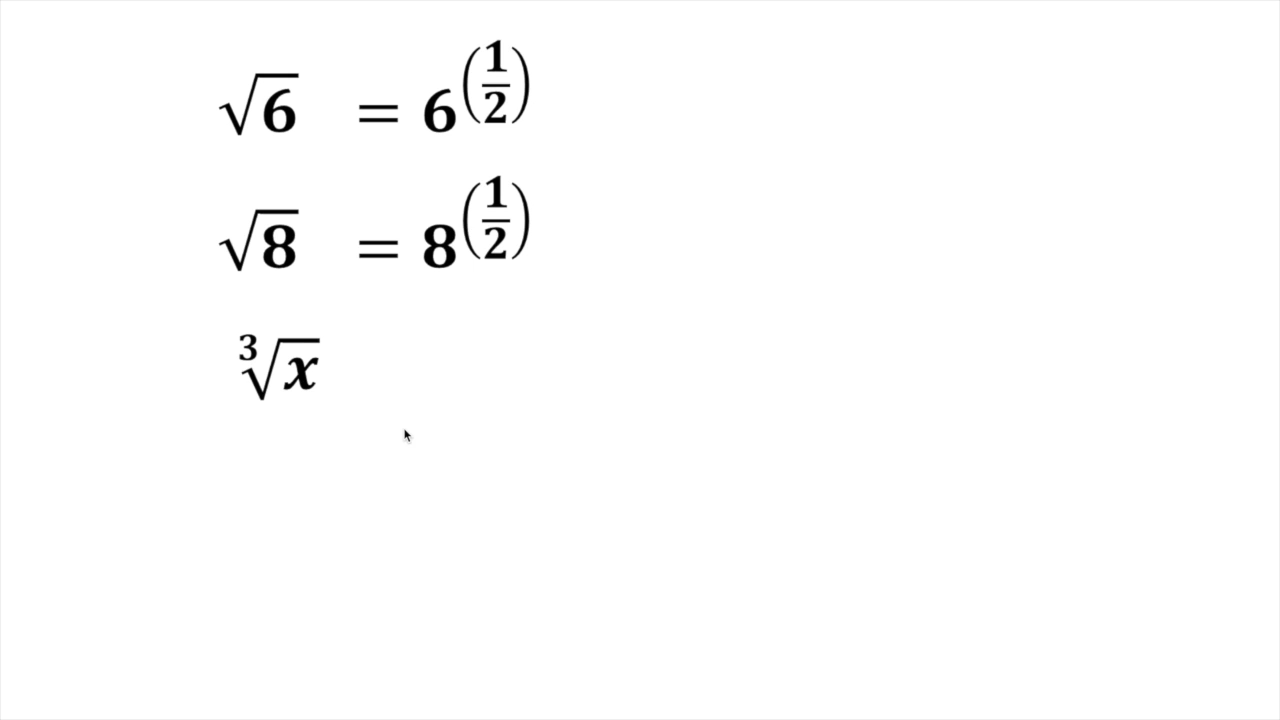 √6 = 6^(1/2)
√8 = 8^(1/2)
∛x